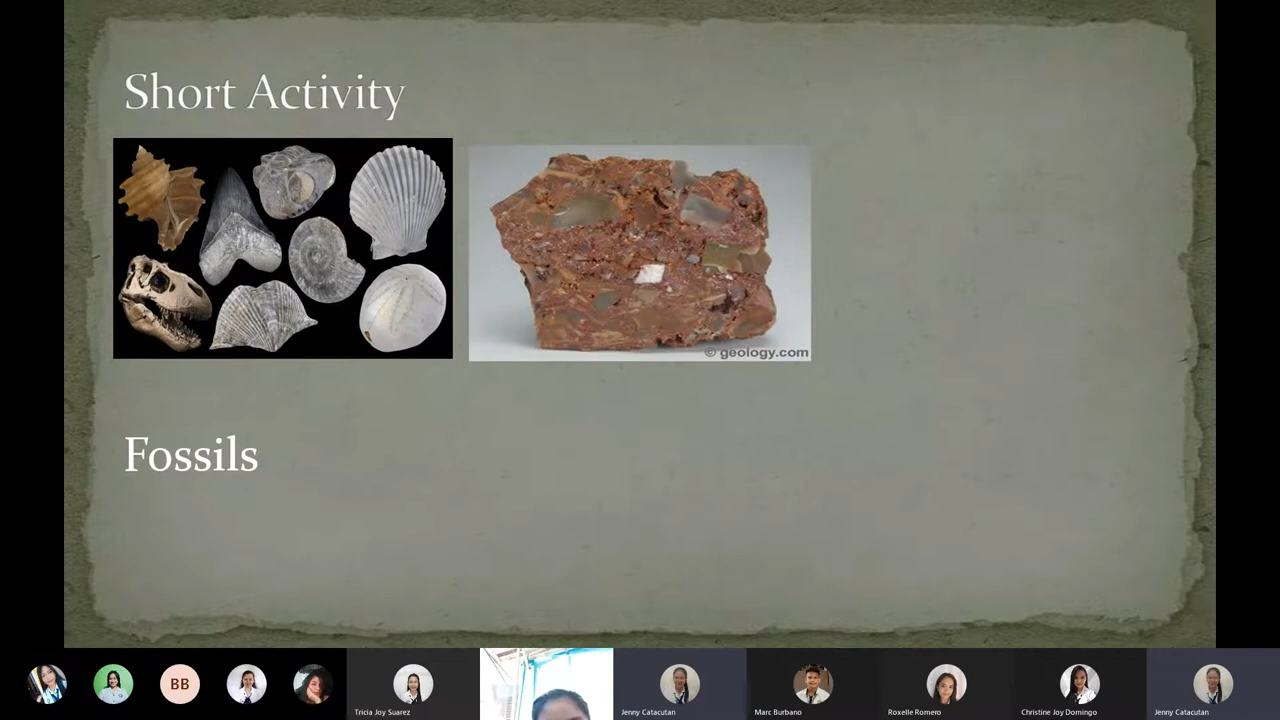 Short Activity
© geology.com
Fossils
BB
Tricia Joy Suarez
Jenny Catacutan
Marc Burbano
Roxelle Romero
Christine Joy Domingo
Jenny Catacutan